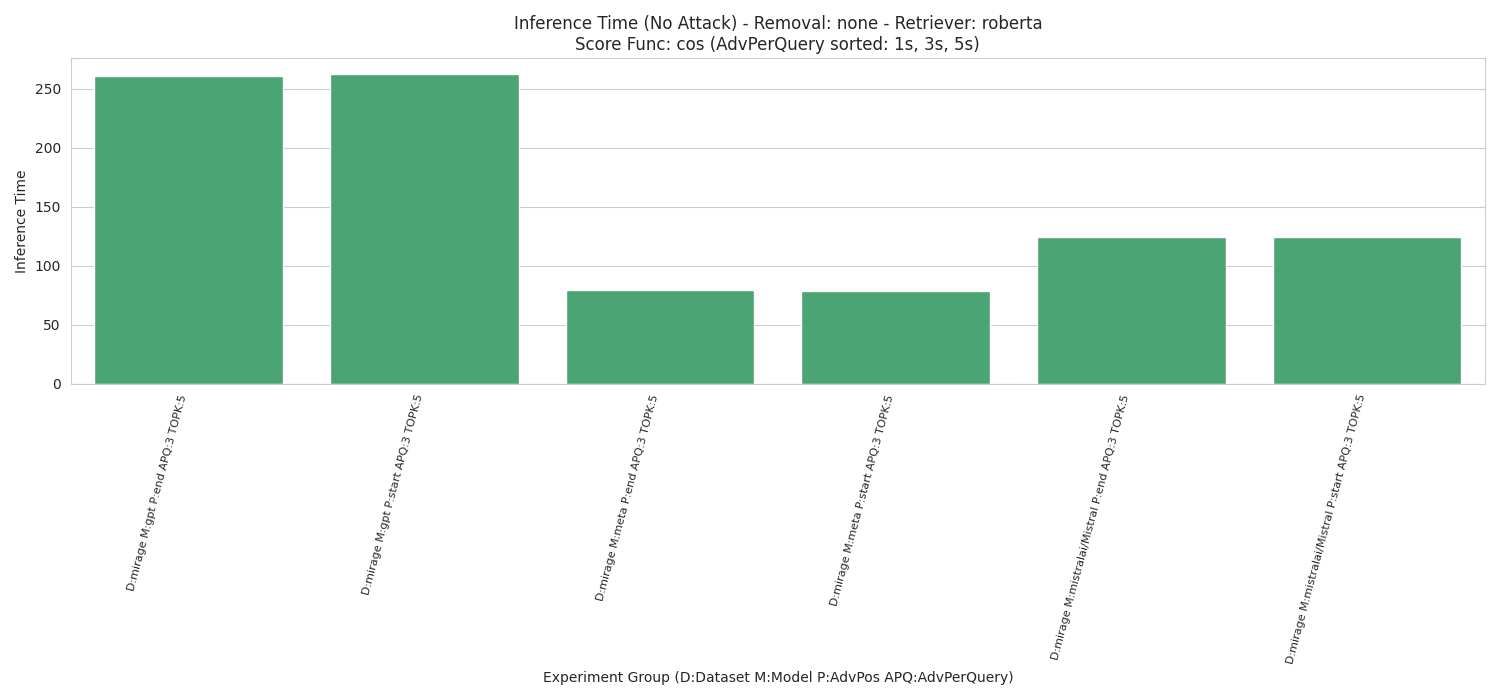 Inference Time (No Attack) - Removal: none - Retriever: roberta
Score Func: cos (AdvPerQuery sorted: 1s, 3s, 5s)
Inference Time
250
200
150
100
50
0
D:mirage M:gpt P:end APQ:3 TOPK:5
D:mirage M:gpt P:start APQ:3 TOPK:5
D:mirage M:meta P:end APQ:3 TOPK:5
D:mirage M:meta P:start APQ:3 TOPK:5
D:mirage M:mistralai/Mistral P:end APQ:3 TOPK:5
D:mirage M:mistralai/Mistral P:start APQ:3 TOPK:5
Experiment Group (D:Dataset M:Model P:AdvPos APQ:AdvPerQuery)